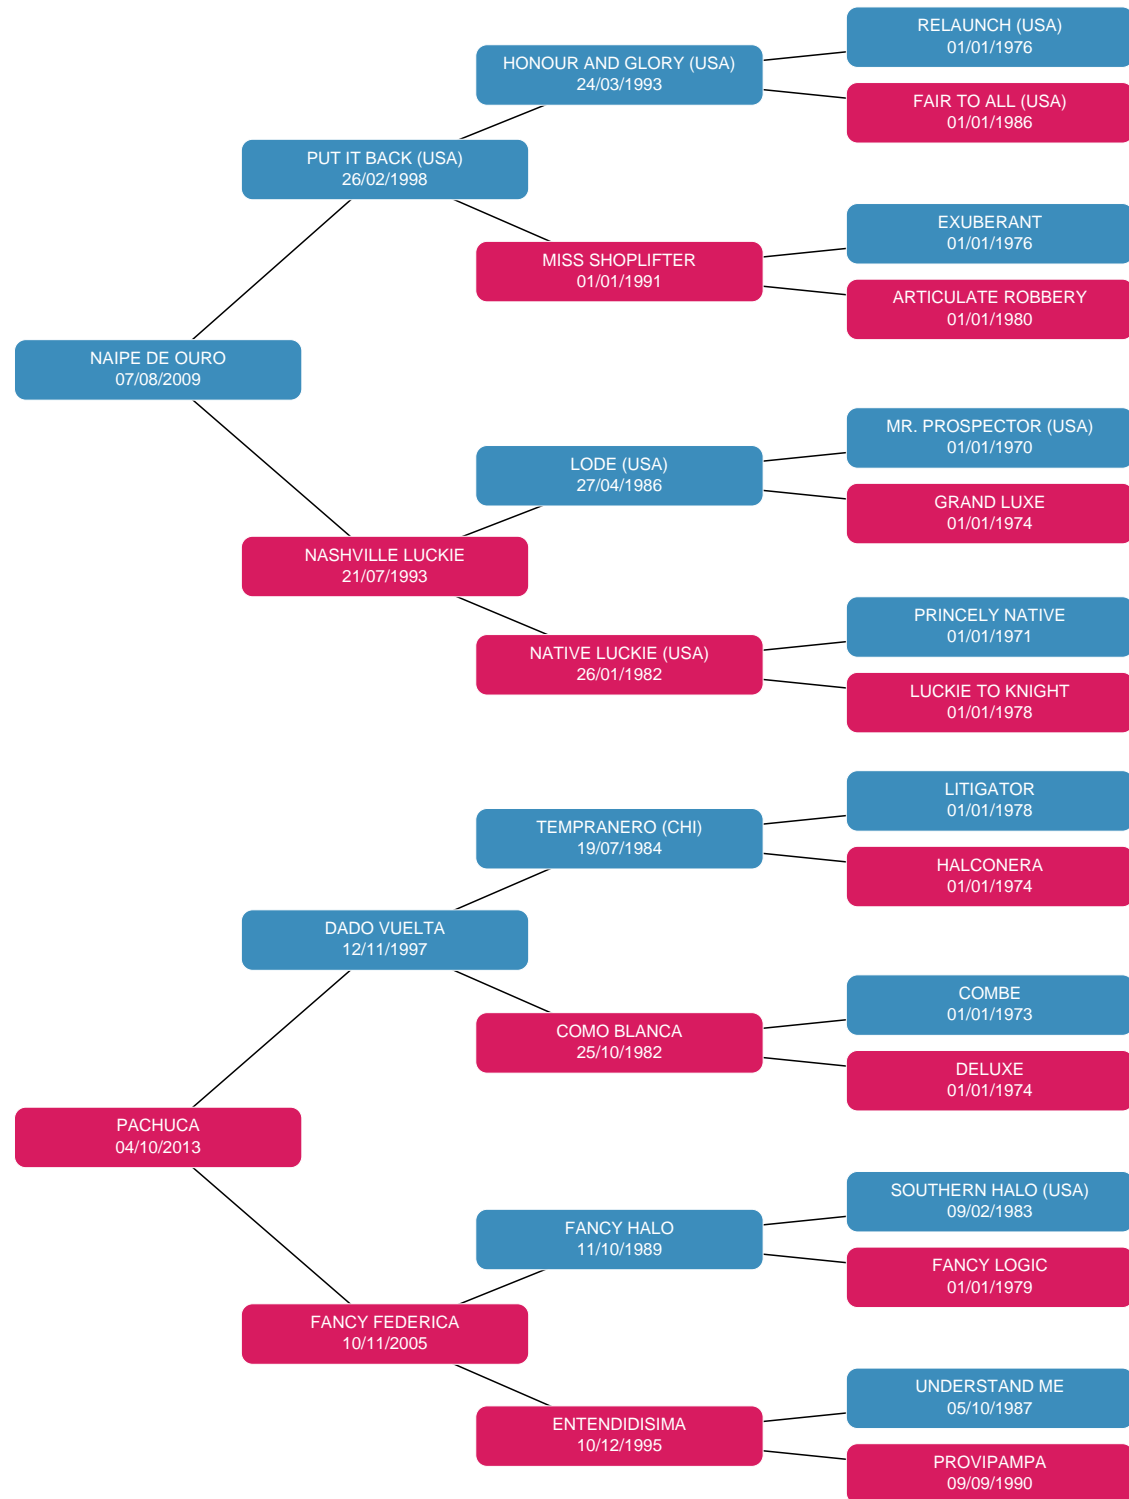 RELAUNCH (USA)
01/01/1976
HONOUR AND GLORY (USA)
24/03/1993
FAIR TO ALL (USA)
01/01/1986
PUT IT BACK (USA)
26/02/1998
EXUBERANT
01/01/1976
MISS SHOPLIFTER
01/01/1991
ARTICULATE ROBBERY
01/01/1980
NAIPE DE OURO
07/08/2009
MR. PROSPECTOR (USA)
01/01/1970
LODE (USA)
27/04/1986
GRAND LUXE
01/01/1974
NASHVILLE LUCKIE
21/07/1993
PRINCELY NATIVE
01/01/1971
NATIVE LUCKIE (USA)
26/01/1982
LUCKIE TO KNIGHT
01/01/1978
LITIGATOR
01/01/1978
TEMPRANERO (CHI)
19/07/1984
HALCONERA
01/01/1974
DADO VUELTA
12/11/1997
COMBE
01/01/1973
COMO BLANCA
25/10/1982
DELUXE
01/01/1974
PACHUCA
04/10/2013
SOUTHERN HALO (USA)
09/02/1983
FANCY HALO
11/10/1989
FANCY LOGIC
01/01/1979
FANCY FEDERICA
10/11/2005
UNDERSTAND ME
05/10/1987
ENTENDIDISIMA
10/12/1995
PROVIPAMPA
09/09/1990